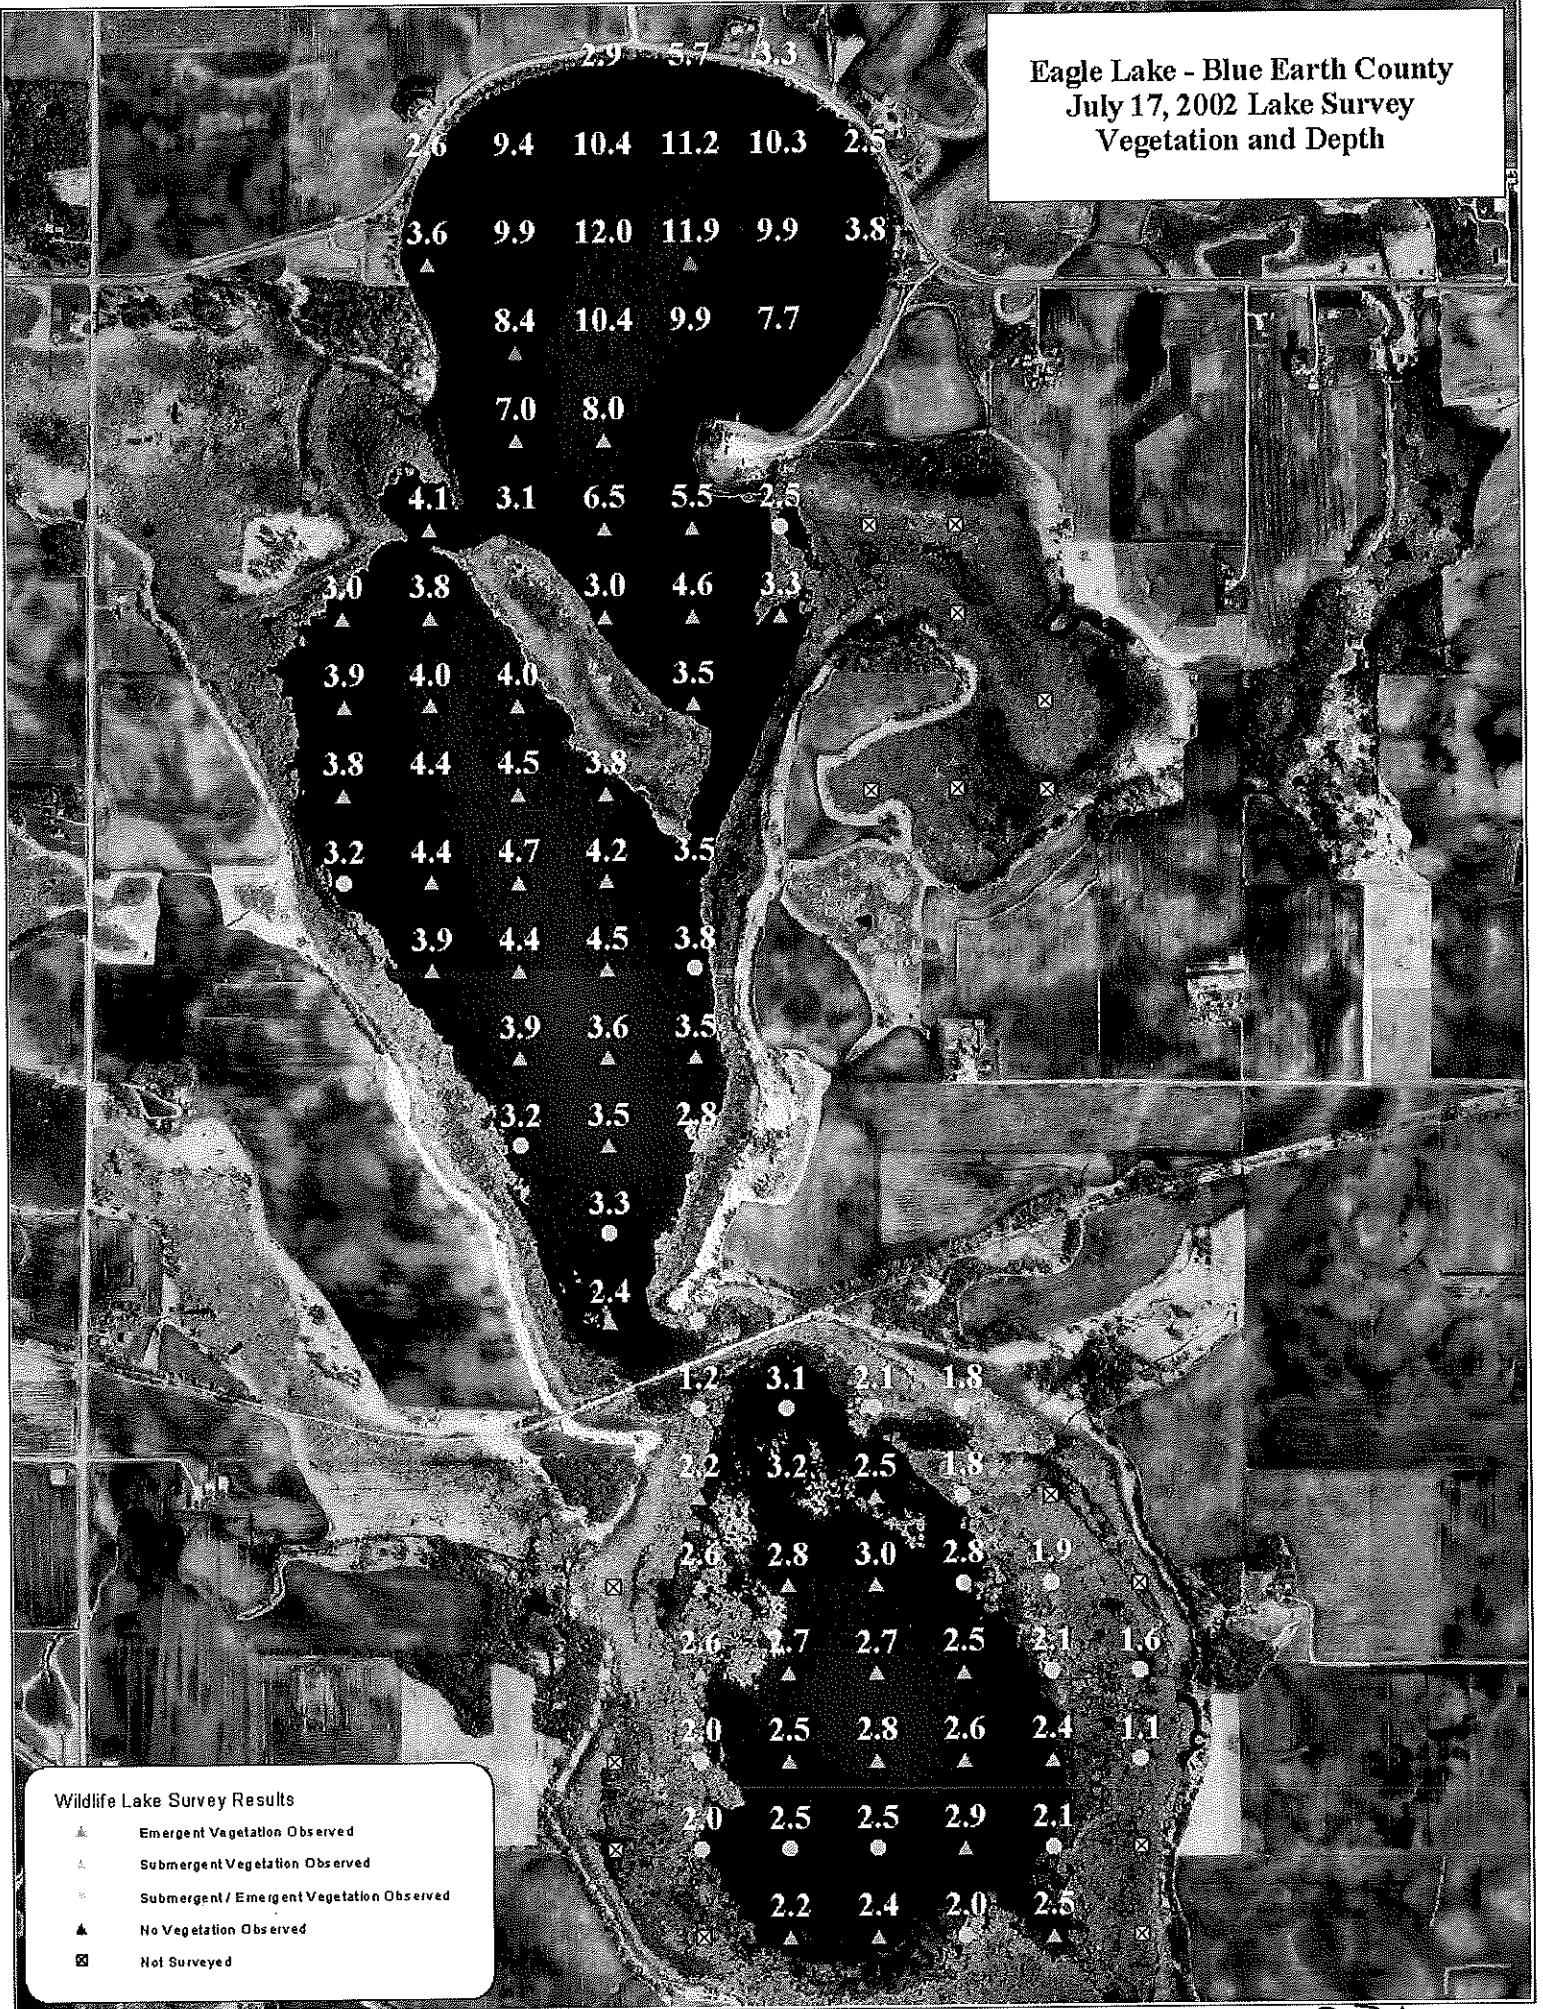 Eagle Lake - Blue Earth County
July 17, 2002 Lake Survey
Vegetation and Depth
2.9 5.7 3.3
2.6 9.4 10.4 11.2 10.3 2.5
3.6 9.9 12.0 11.9 9.9 3.8
8.4 10.4 9.9 7.7
7.0 8.0
4.1 3.1 6.5 5.5 2.5
3.0 3.8 3.0 4.6 3.3
3.9 4.0 4.0 3.5
3.8 4.4 4.5 3.8
3.2 4.4 4.7 4.2 3.5
3.9 4.4 4.5 3.8
3.9 3.6 3.5
3.2 3.5 2.8
3.3
2.4
1.2 3.1 2.1 1.8
2.2 3.2 2.5 1.8
2.6 2.8 3.0 2.8 1.9
2.6 2.7 2.7 2.5 2.1 1.6
2.0 2.5 2.8 2.6 2.4 1.1
2.0 2.5 2.5 2.9 2.1
2.2 2.4 2.0 2.5
Wildlife Lake Survey Results
Emergent Vegetation Observed
Submergent Vegetation Observed
Submergent / Emergent Vegetation Observed
No Vegetation Observed
Not Surveyed